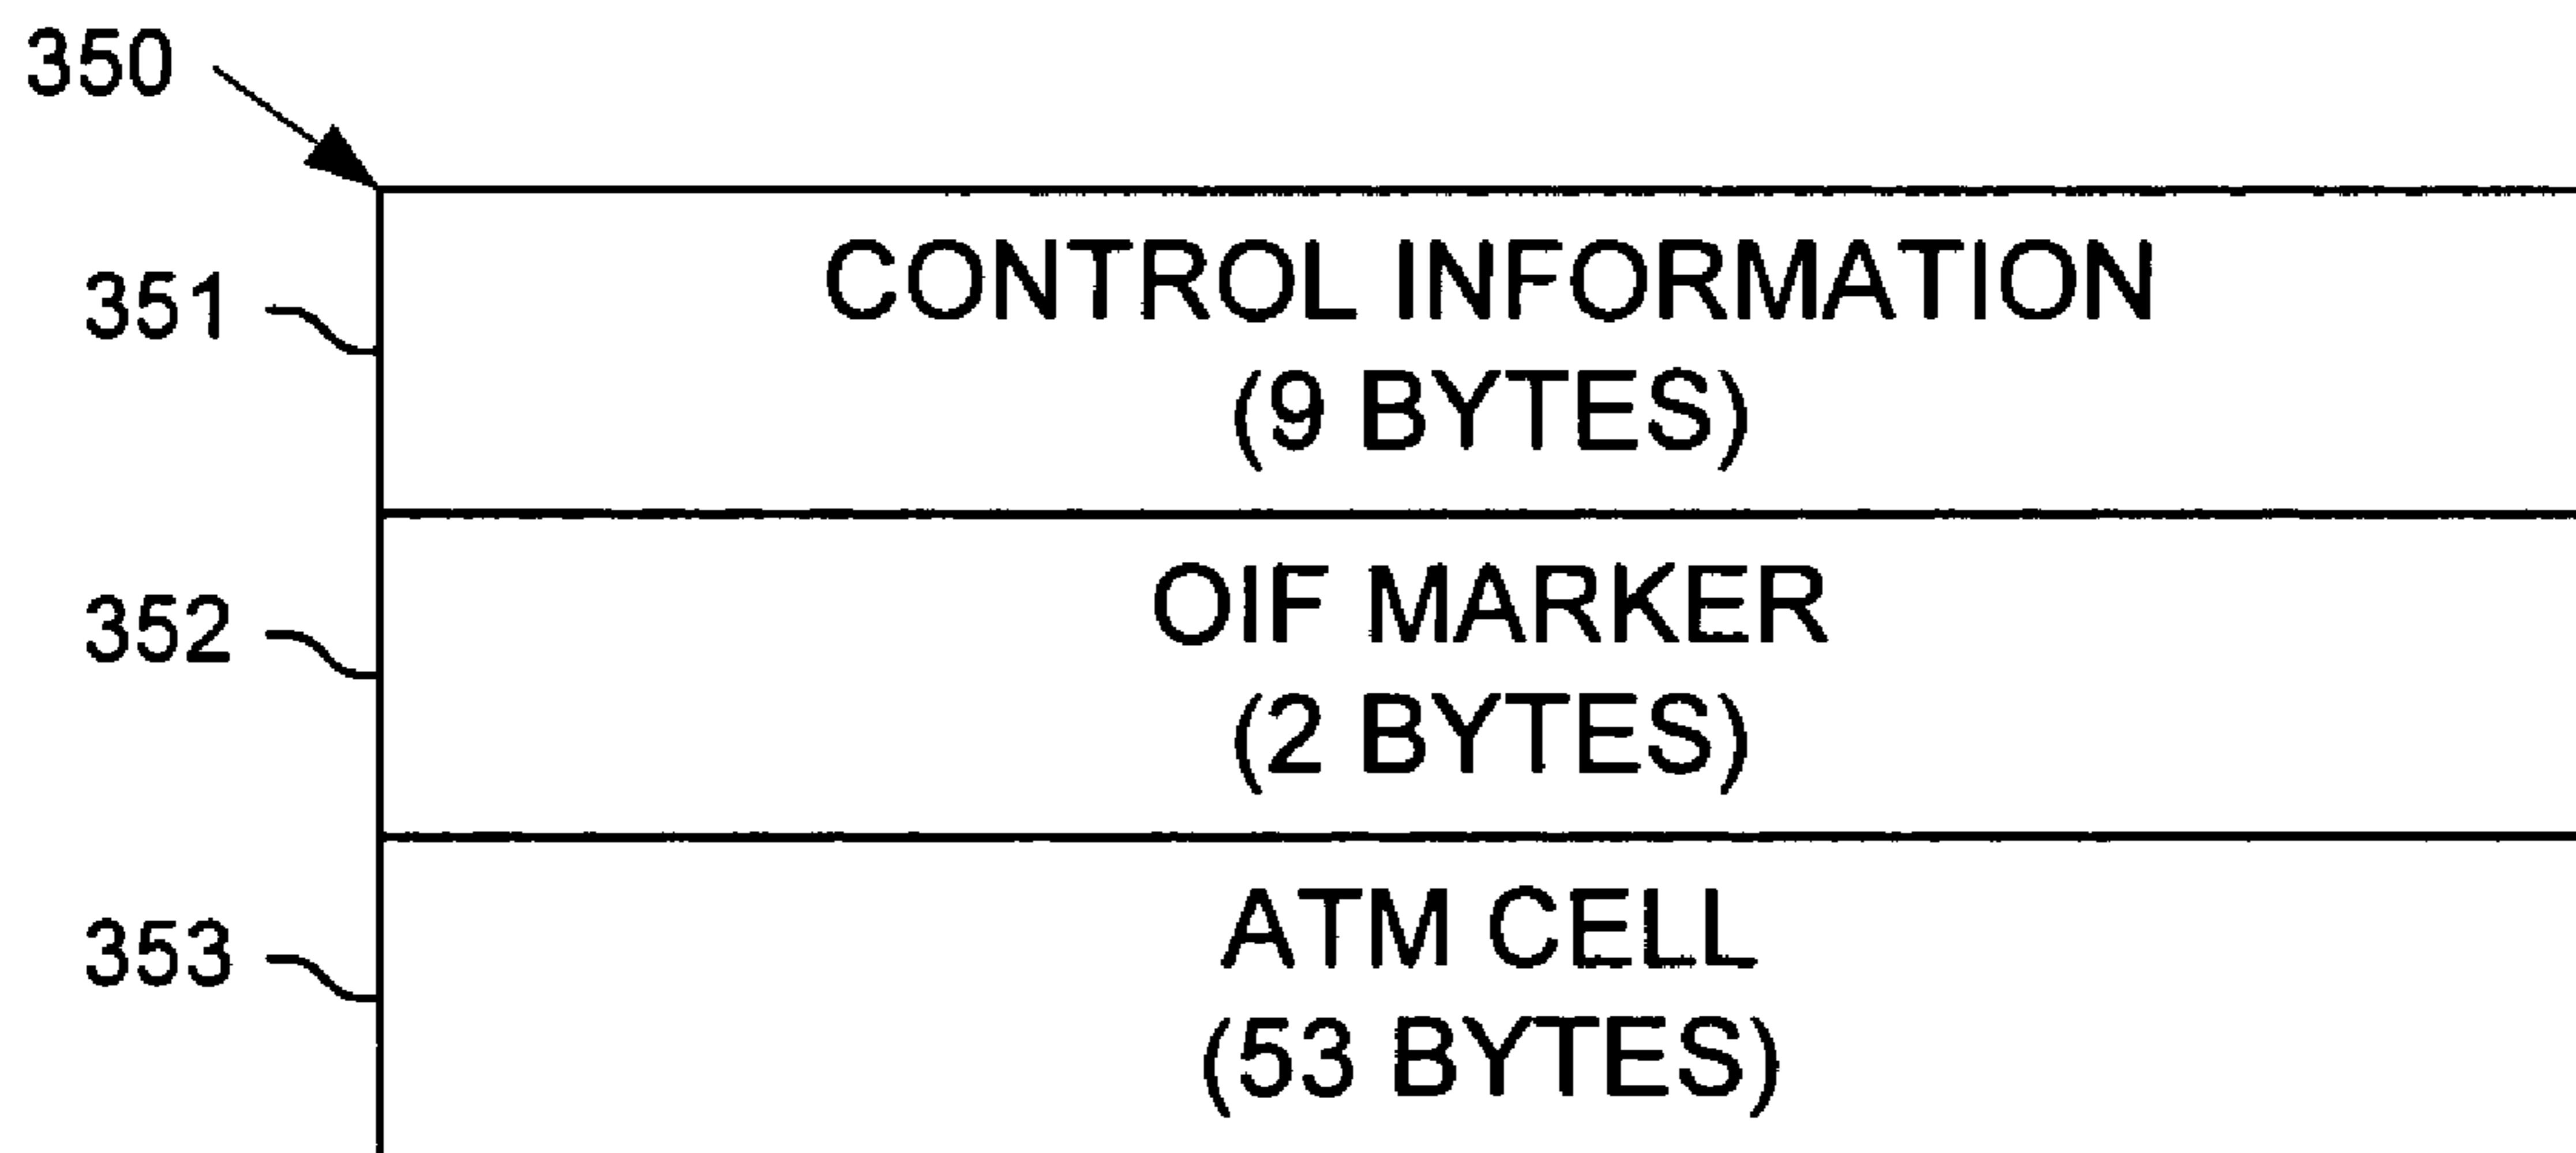 350
351
CONTROL INFORMATION
(9 BYTES)
352
OIF MARKER
(2 BYTES)
353
ATM CELL
(53 BYTES)